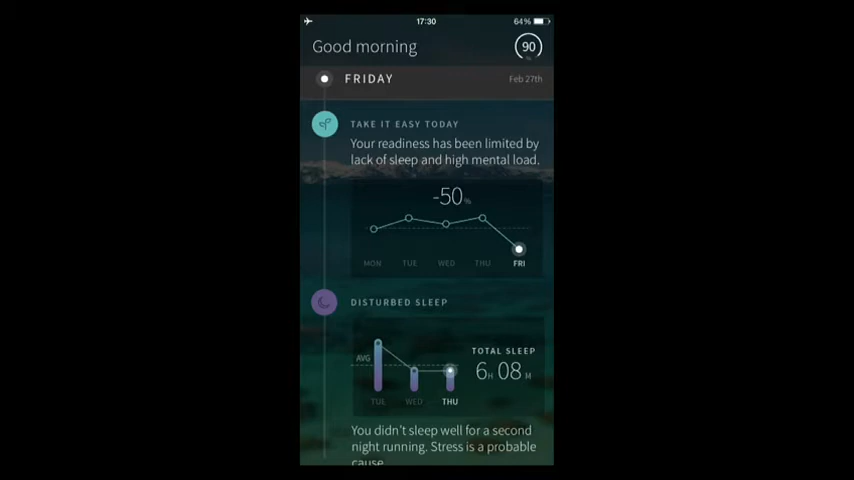 17:30
64%
Good morning
90
%
FRIDAY
Feb 27th
TAKE IT EASY TODAY
Your readiness has been limited by
lack of sleep and high mental load.
-50%
MON TUE WED THU FRI
DISTURBED SLEEP
AVG
TOTAL SLEEP
6H 08M
TUE WED THU
You didn't sleep well for a second
night running. Stress is a probable
cause